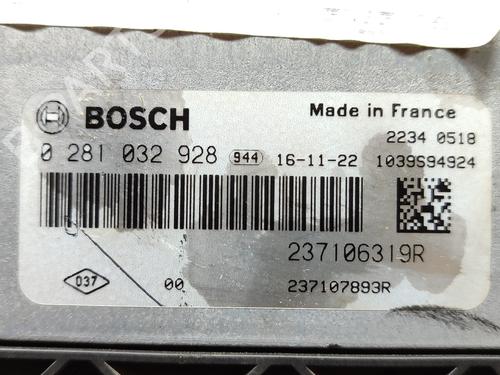 BOSCH
Made in France
2234 0518
0 281 032 928 944 16-11-22 1039S94924
237106319R
037 00 237107893R